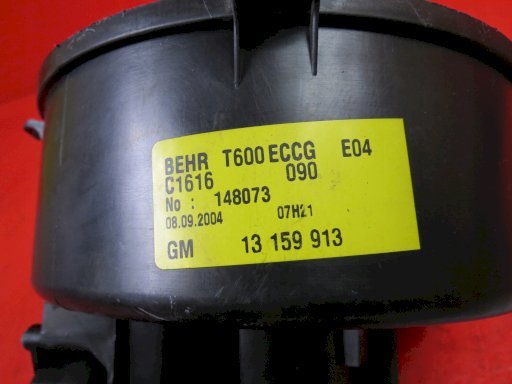 BEHR T600 ECCG E04
C1616 090
No : 148073
08.09.2004 07H21
GM 13 159 913